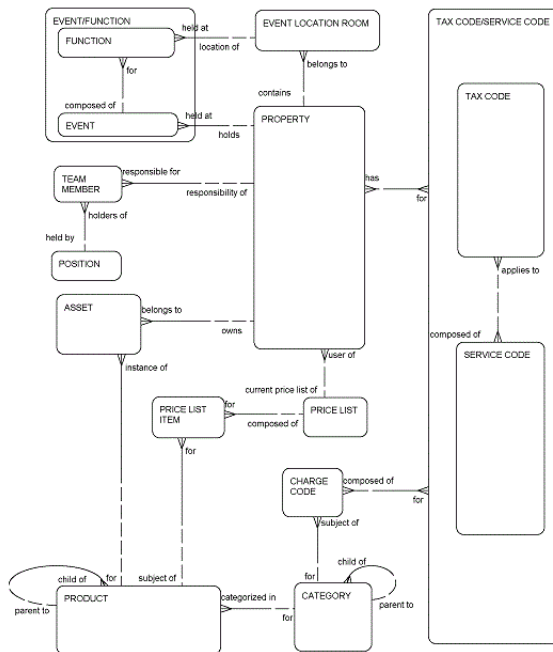 EVENT/FUNCTION
FUNCTION
held at
location of
EVENT LOCATION ROOM
belongs to
for
composed of
EVENT
held at
holds
contains
PROPERTY
TAX CODE/SERVICE CODE
TAX CODE
TEAM
MEMBER
responsible for
responsibility of
has
for
holders of
held by
POSITION
applies to
composed of
SERVICE CODE
ASSET
belongs to
owns
instance of
user of
current price list of
PRICE LIST
ITEM
for
composed of
PRICE LIST
for
CHARGE
CODE
composed of
for
subject of
child of
for
subject of
for
child of
parent to
PRODUCT
categorized in
for
CATEGORY
parent to